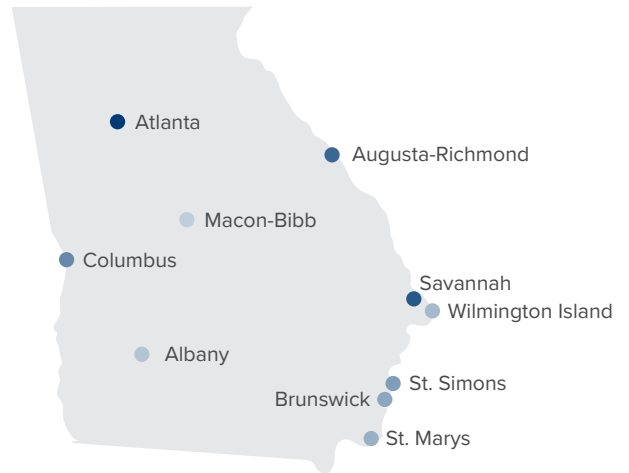 Atlanta
Augusta-Richmond
Macon-Bibb
Columbus
Savannah
Wilmington Island
Albany
St. Simons
Brunswick
St. Marys